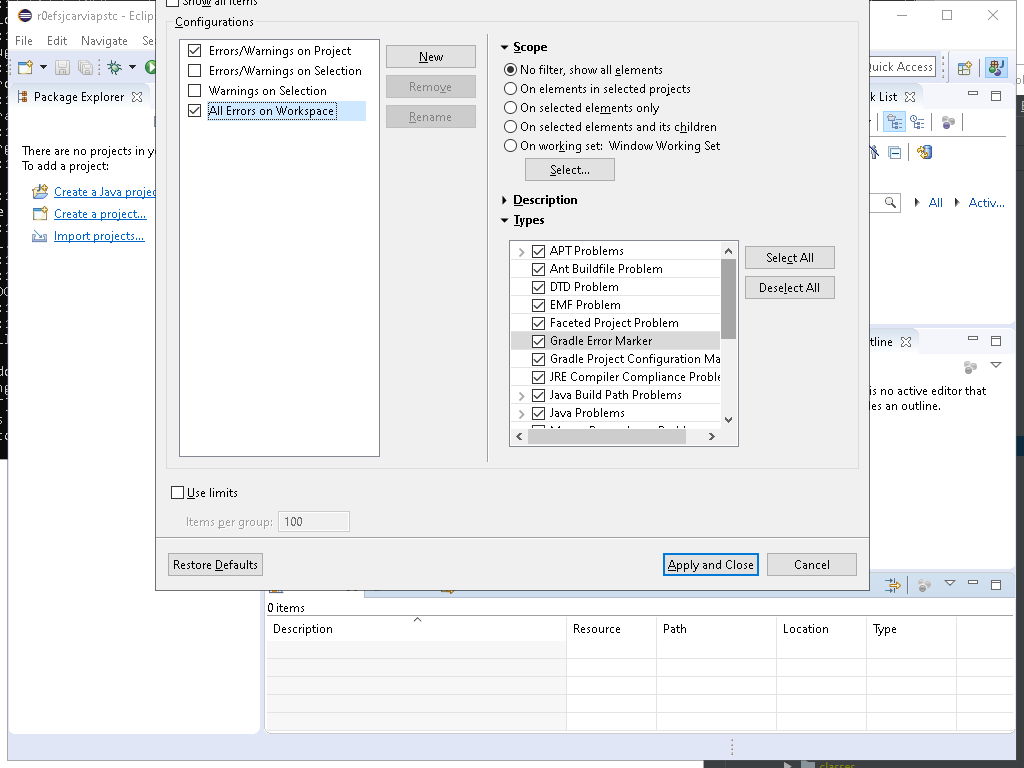 Show all items
r0efsjcarviapstc - Eclip
Configurations
File Edit Navigate Se
Errors/Warnings on Project
Errors/Warnings on Selection
Warnings on Selection
All Errors on Workspace
New
Remove
Rename
Scope
No filter, show all elements
On elements in selected projects
On selected elements only
On selected elements and its children
On working set: Window Working Set
Select...
Description
Types
APT Problems
Ant Buildfile Problem
DTD Problem
EMF Problem
Faceted Project Problem
Gradle Error Marker
Gradle Project Configuration Ma
JRE Compiler Compliance Proble
Java Build Path Problems
Java Problems
Select All
Deselect All
Quick Access
Package Explorer
k List
There are no projects in y
To add a project:
Create a Java projec
Create a project...
Import projects...
All Activ...
tline
is no active editor that
les an outline.
Use limits
Items per group: 100
Restore Defaults
Apply and Close
Cancel
0 items
Description Resource Path Location Type
classes